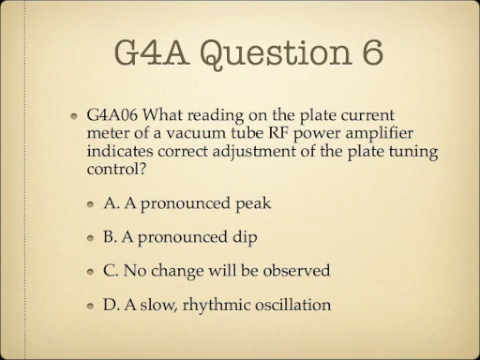 G4A Question 6
• G4A06 What reading on the plate current
meter of a vacuum tube RF power amplifier
indicates correct adjustment of the plate tuning
control?
• A. A pronounced peak
• B. A pronounced dip
• C. No change will be observed
• D. A slow, rhythmic oscillation